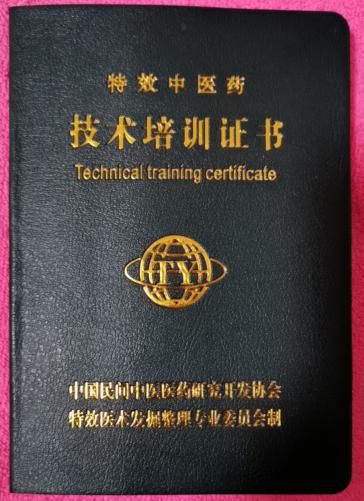 特效中医药
技术培训证书
Technical training certificate
TY
中国民间中医医药研究开发协会
特效医术发掘整理专业委员会制